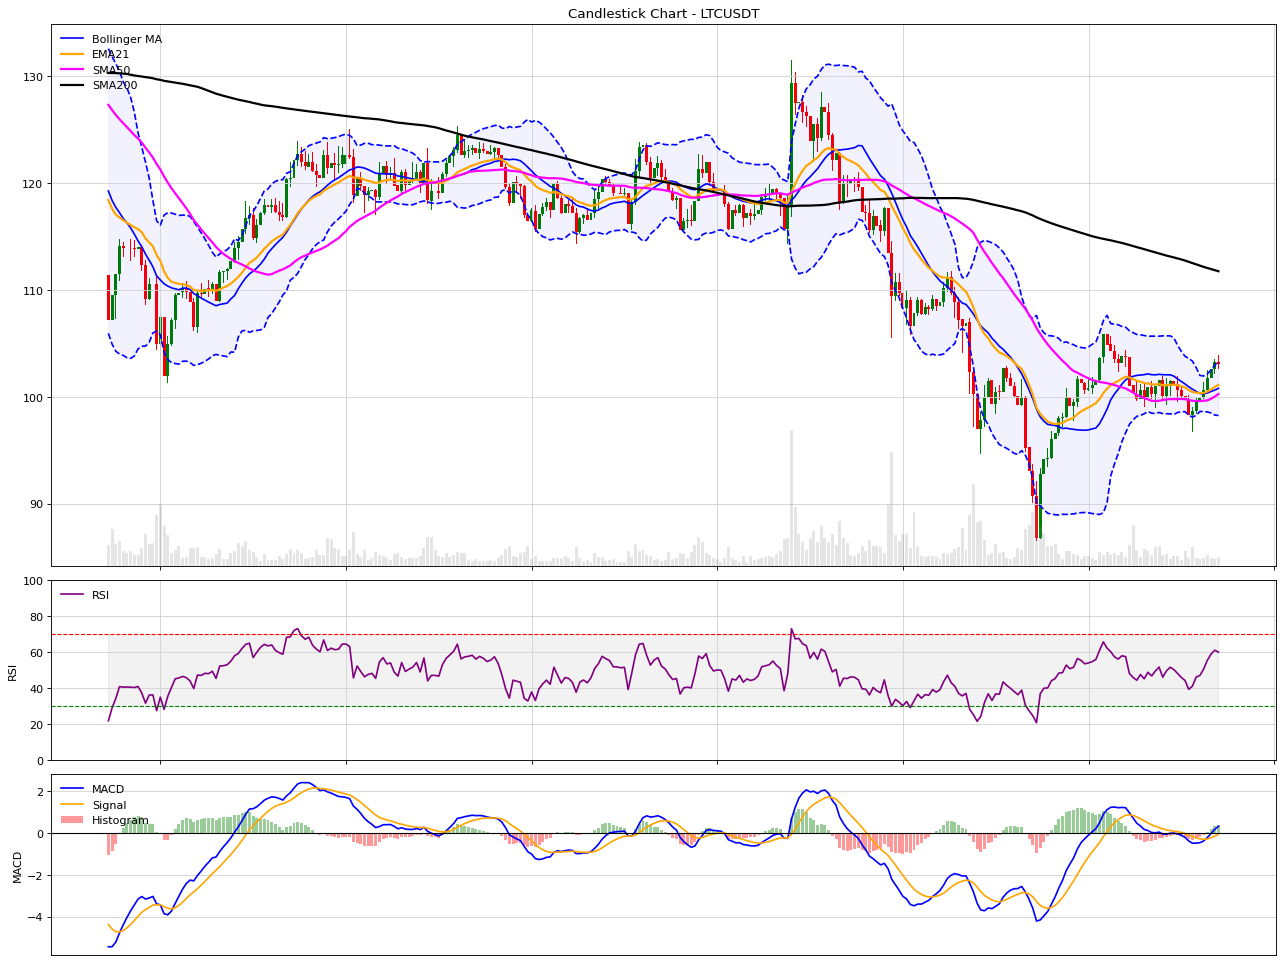 Candlestick Chart - LTCUSDT
Bollinger MA
EMA21
SMA50
SMA200
130
120
110
100
90
100
80
60
40
20
0
RSI
RSI
2
0
−2
−4
MACD
MACD
Signal
Histogram